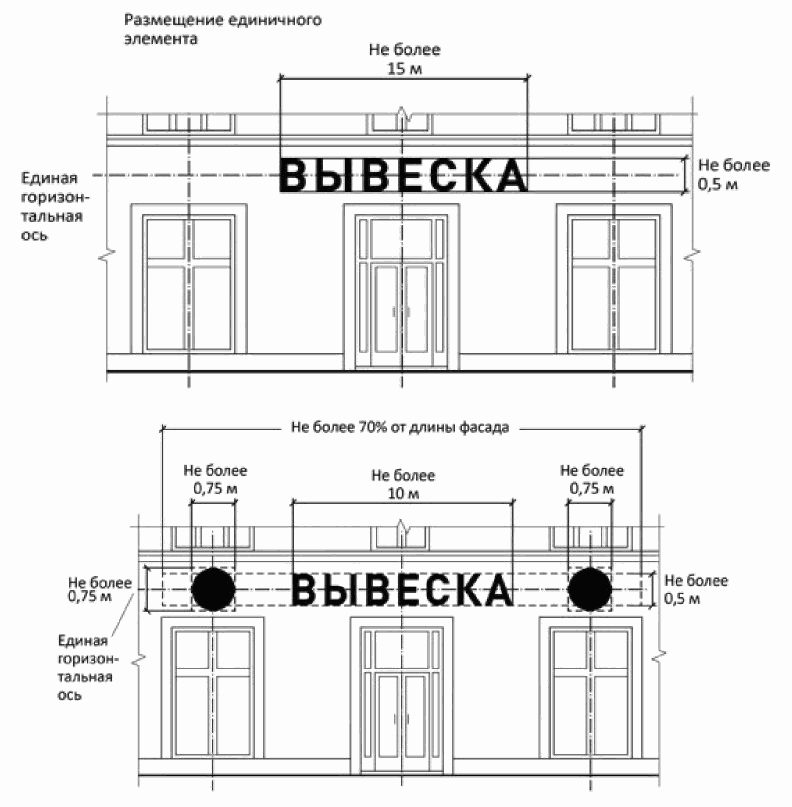 Размещение единичного
элемента
Не более
15 м
ВЫВЕСКА
Не более
0,5 м
Единая
горизон-
тальная
ось
Не более 70% от длины фасада
Не более
0,75 м
Не более
10 м
Не более
0,75 м
Не более
0,75 м
ВЫВЕСКА
Не более
0,5 м
Единая
горизон-
тальная
ось